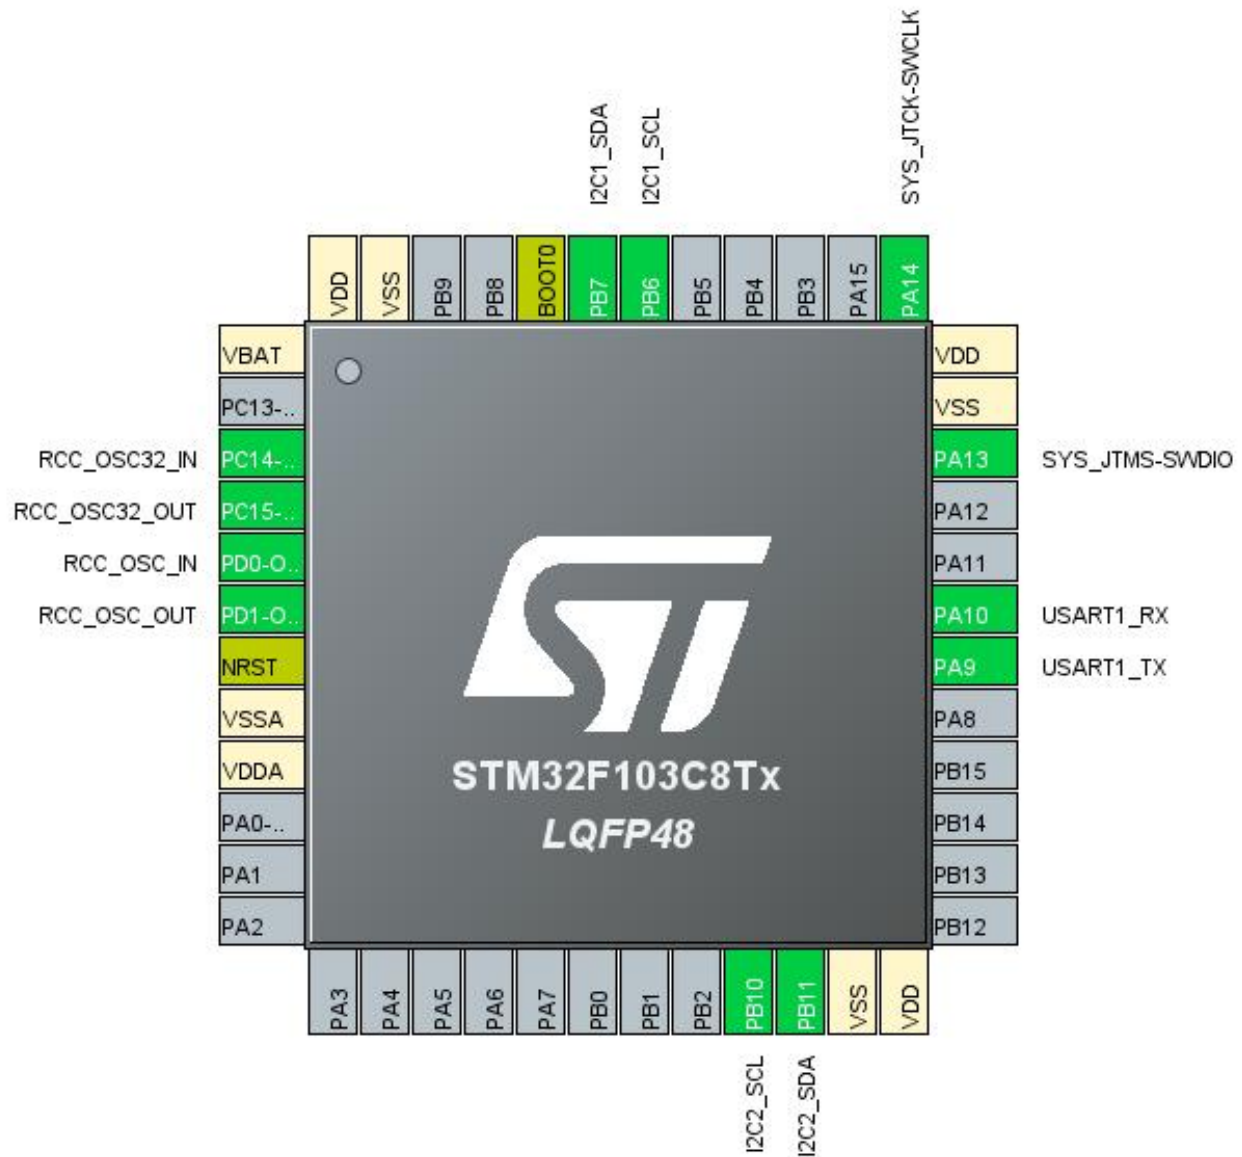 SYS_JTCK-SWCLK
I2C1_SDA
I2C1_SCL
VDD
VSS
PB9
PB8
BOOT0
PB7
PB6
PB5
PB4
PB3
PA15
PA14
VBAT
PC13-..
RCC_OSC32_IN
PC14-..
RCC_OSC32_OUT
PC15-..
RCC_OSC_IN
PD0-O..
RCC_OSC_OUT
PD1-O..
NRST
VSSA
VDDA
PA0-..
PA1
PA2
VDD
VSS
PA13
SYS_JTMS-SWDIO
PA12
PA11
PA10
USART1_RX
PA9
USART1_TX
PA8
PB15
PB14
PB13
PB12
ST
STM32F103C8Tx
LQFP48
PA3
PA4
PA5
PA6
PA7
PB0
PB1
PB2
PB10
PB11
VSS
VDD
I2C2_SCL
I2C2_SDA